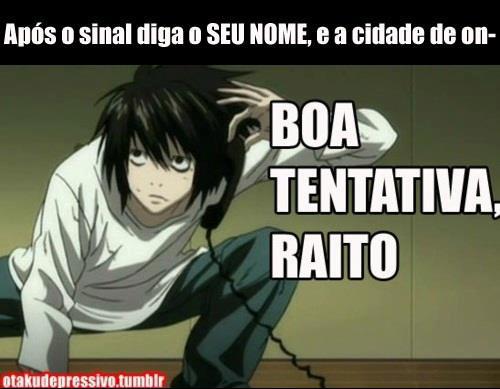 Após o sinal diga o SEU NOME, e a cidade de on-
BOA
TENTATIVA,
RAITO
otakudepressivo.tumblr